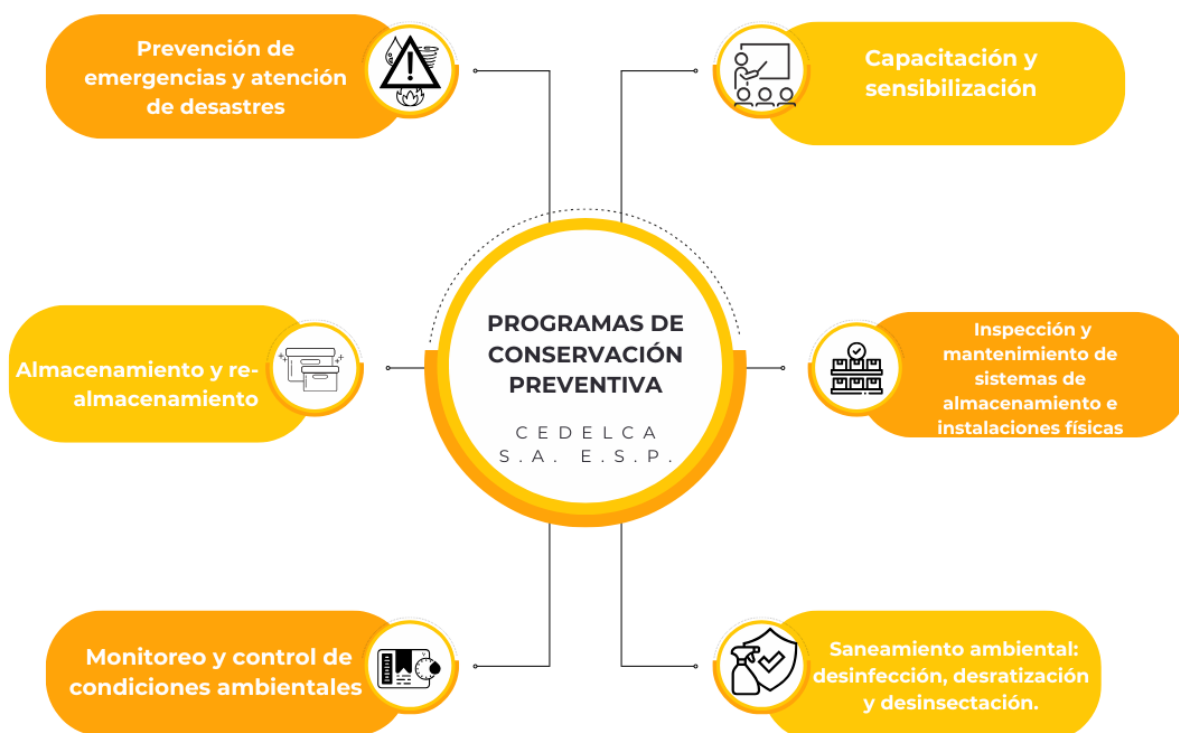 Prevención de
emergencias y atención
de desastres
Capacitación y
sensibilización
PROGRAMAS DE
CONSERVACIÓN
PREVENTIVA
CEDELCA
S.A. E.S.P.
Almacenamiento y re-
almacenamiento
Inspección y
mantenimiento de
sistemas de
almacenamiento e
instalaciones físicas
Monitoreo y control de
condiciones ambientales
Saneamiento ambiental:
desinfección, desratización
y desinsectación.